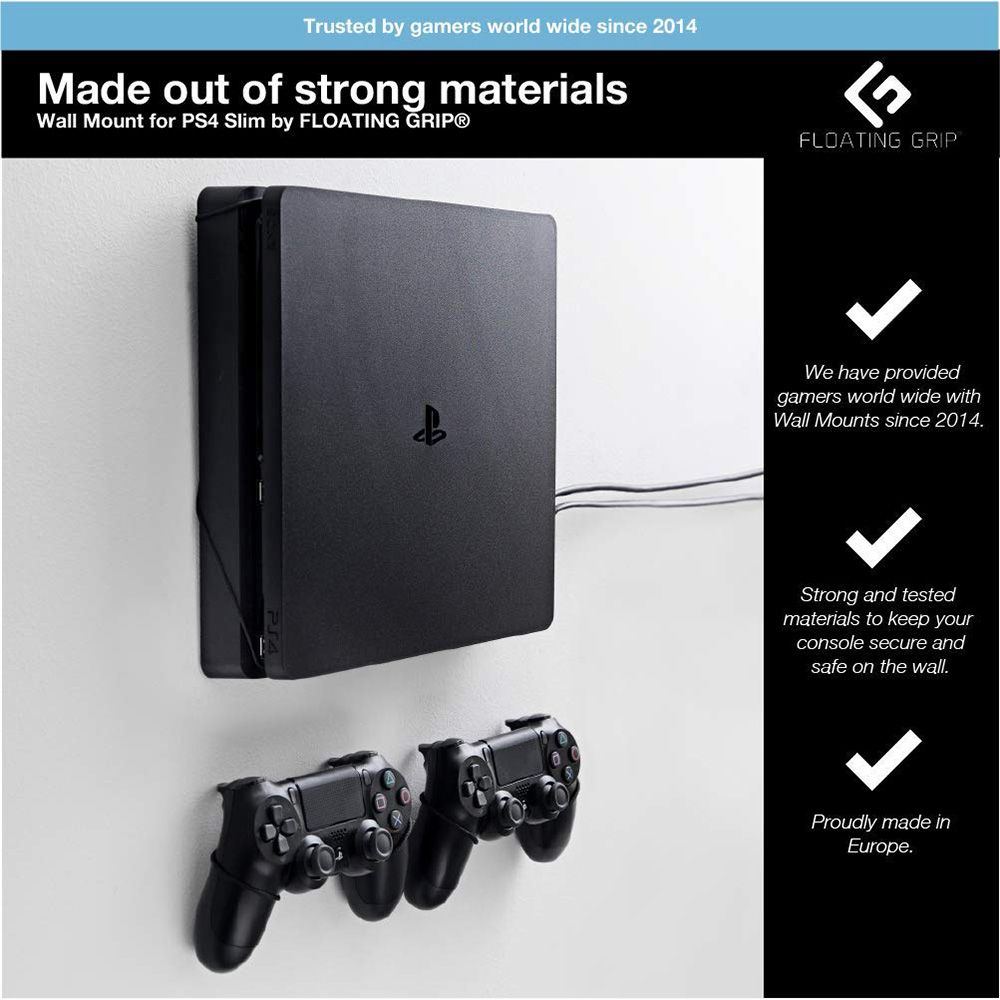 Trusted by gamers world wide since 2014
Made out of strong materials
Wall Mount for PS4 Slim by FLOATING GRIP®
FLOATING GRIP
PS4
We have provided
gamers world wide with
Wall Mounts since 2014.
Strong and tested
materials to keep your
console secure and
safe on the wall.
Proudly made in
Europe.